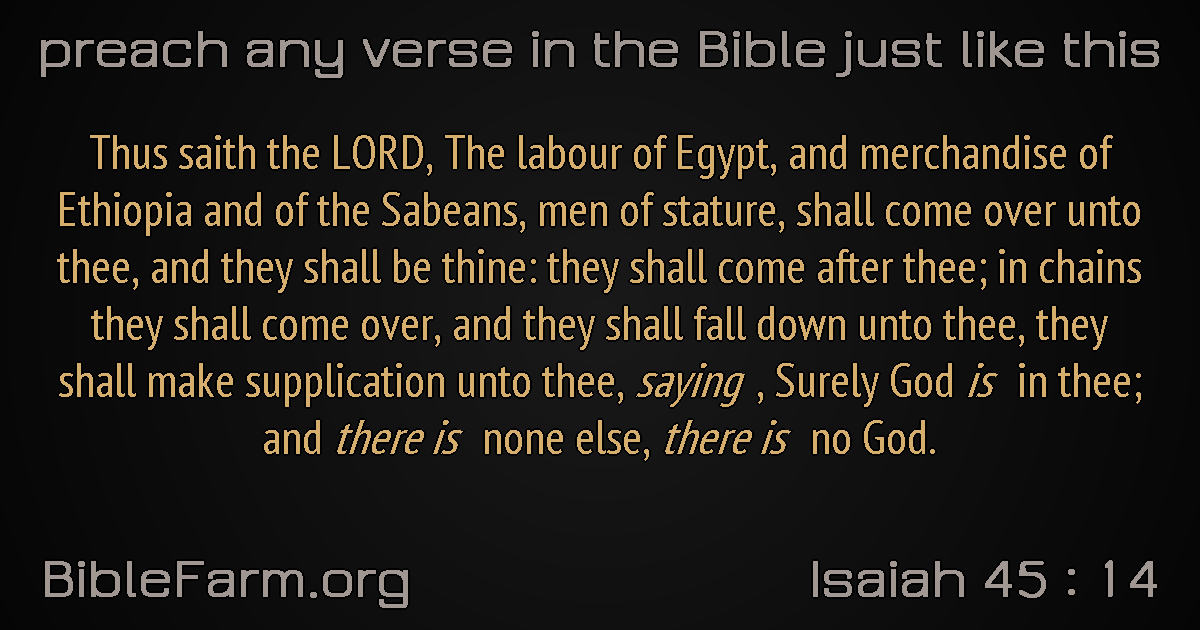 preach any verse in the Bible just like this
Thus saith the LORD, The labour of Egypt, and merchandise of
Ethiopia and of the Sabeans, men of stature, shall come over unto
thee, and they shall be thine: they shall come after thee; in chains
they shall come over, and they shall fall down unto thee, they
shall make supplication unto thee, saying , Surely God is in thee;
and there is none else, there is no God.
BibleFarm.org
Isaiah 45 : 14